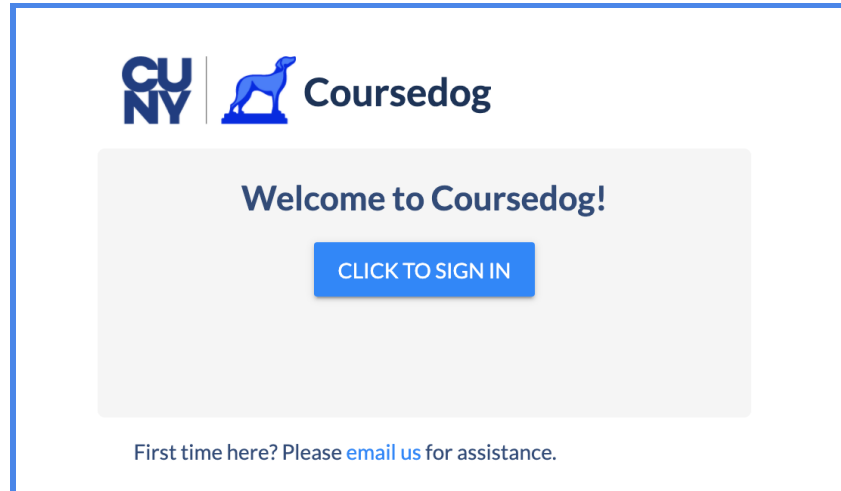 CU
NY
Coursedog
Welcome to Coursedog!
CLICK TO SIGN IN
First time here? Please email us for assistance.